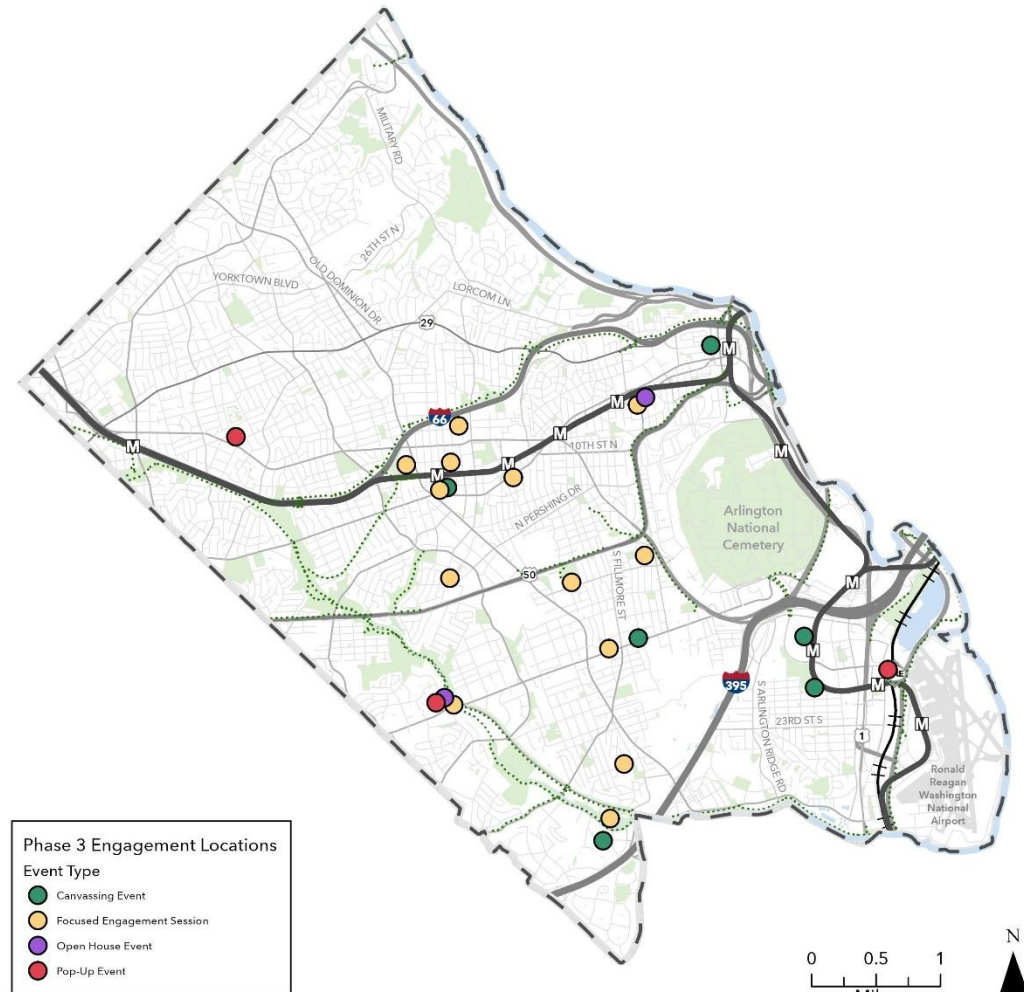 MILITARY RD
26TH ST N
YORKTOWN BLVD
OLD DOMINION DR
LORCOM LN
29
M
66
M
M
10TH ST N
M
M
M
M
N PERSHING DR
Arlington
National
Cemetery
50
S FILLMORE ST
M
M
395
S ARLINGTON RIDGE RD
M
23RD ST S
1
M
Ronald
Reagan
Washington
National
Airport
Phase 3 Engagement Locations
Event Type
Canvassing Event
Focused Engagement Session
Open House Event
Pop-Up Event
N
0 0.5 1